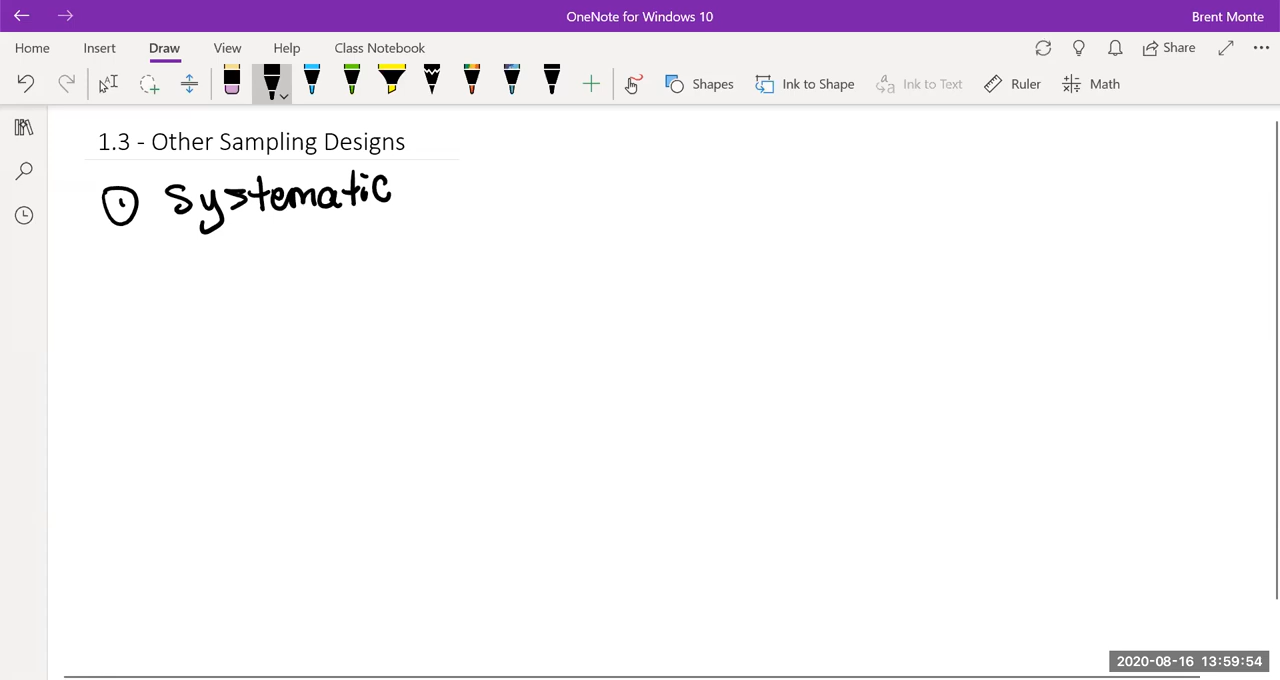 OneNote for Windows 10
Brent Monte
Home Insert Draw View Help Class Notebook
Share
Shapes Ink to Shape Ink to Text Ruler Math
1.3 - Other Sampling Designs
① Systematic
2020-08-16 13:59:54